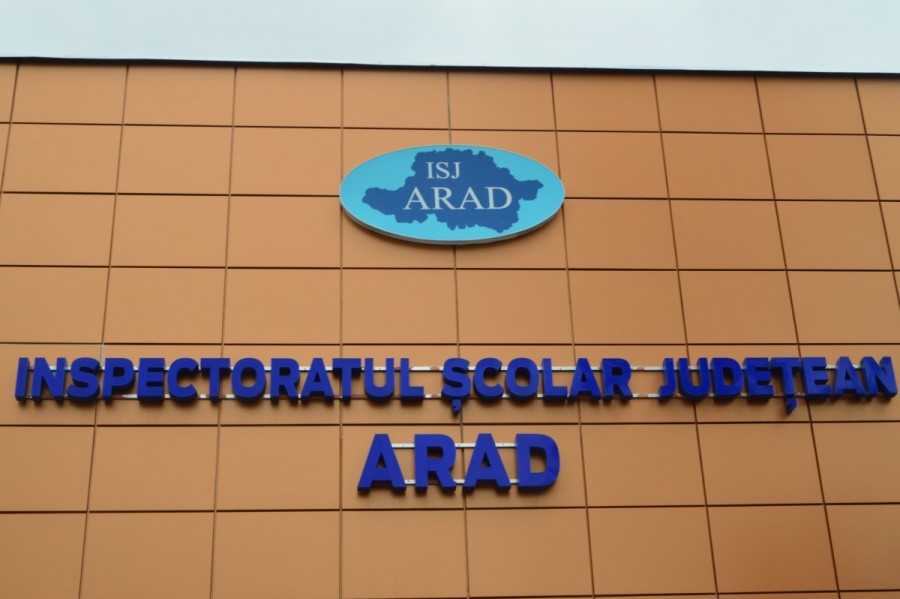 ISJ
ARAD
INSPECTORATUL ȘCOLAR JUDEȚEAN
ARAD